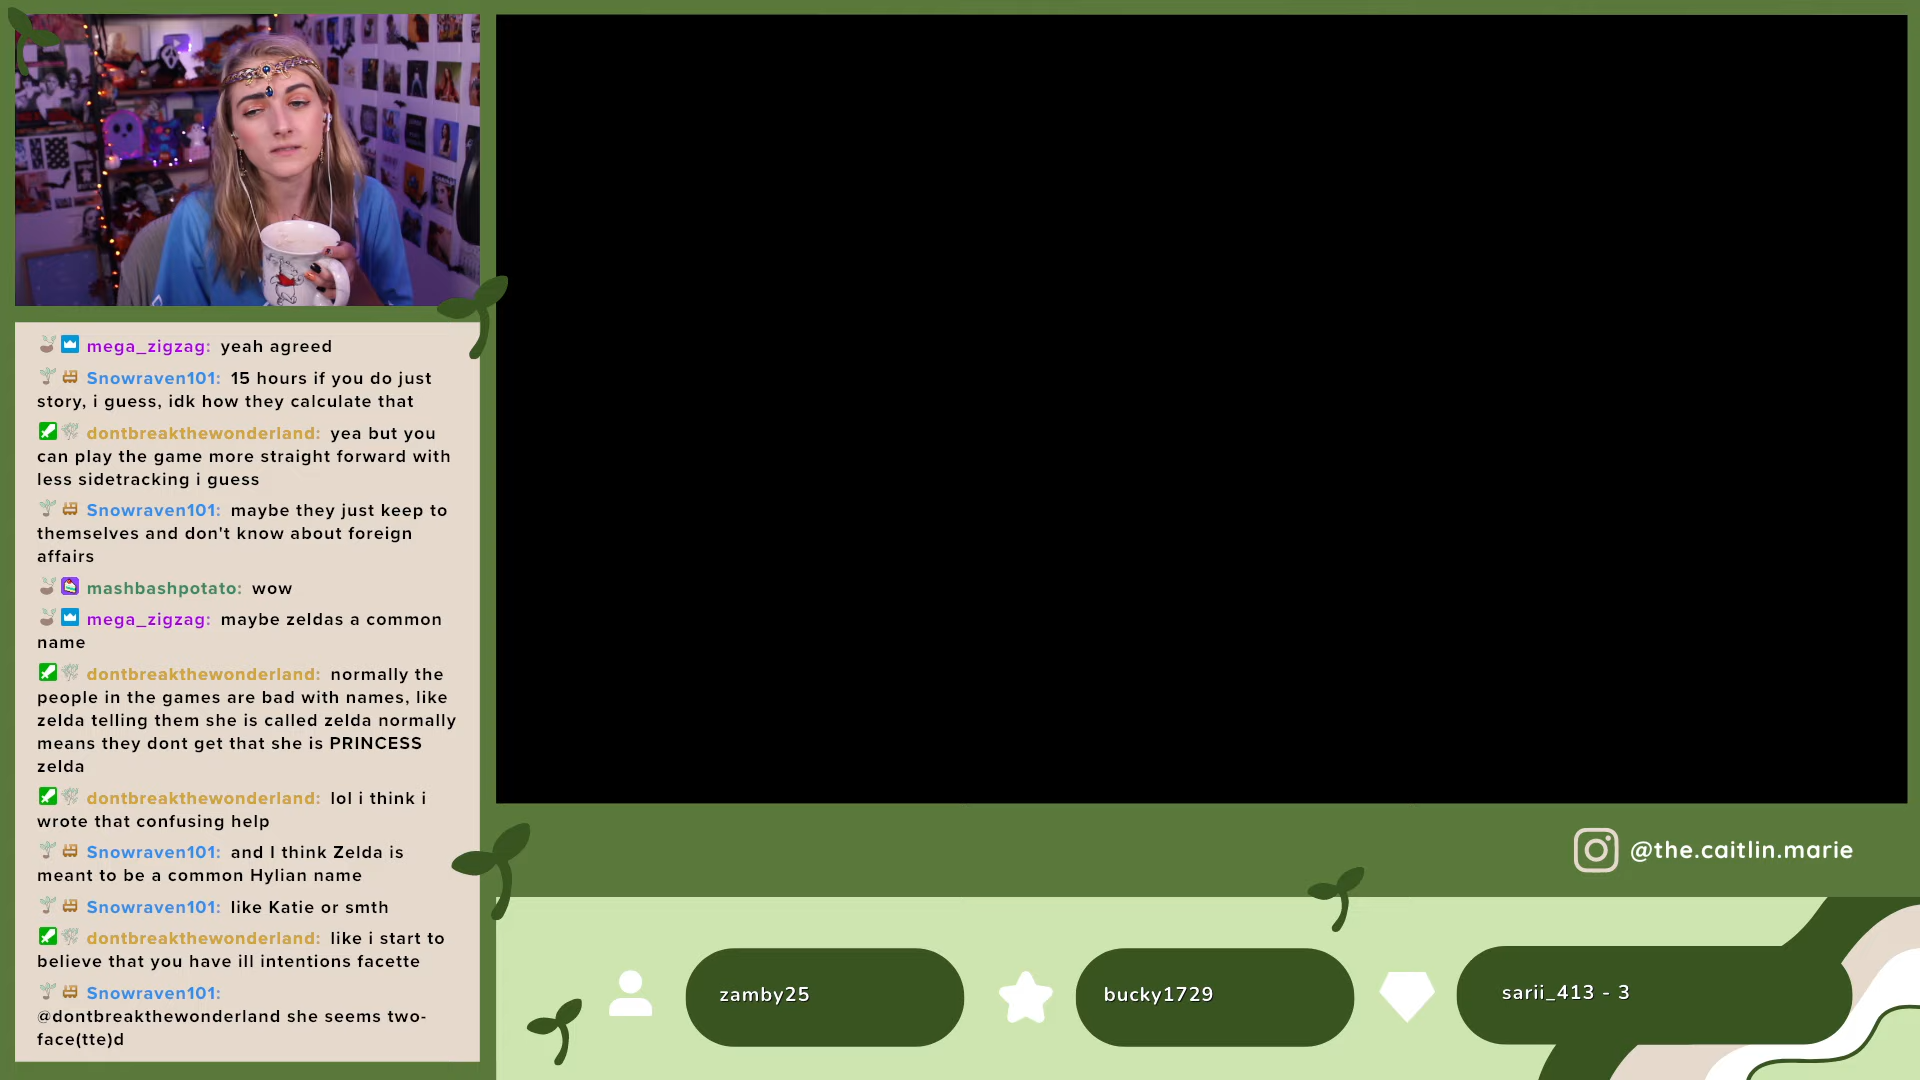 mega_zigzag: yeah agreed
Snowraven101: 15 hours if you do just
story, i guess, idk how they calculate that
dontbreakthewonderland: yea but you
can play the game more straight forward with
less sidetracking i guess
Snowraven101: maybe they just keep to
themselves and don't know about foreign
affairs
mashbashpotato: wow
mega_zigzag: maybe zeldas a common
name
dontbreakthewonderland: normally the
people in the games are bad with names, like
zelda telling them she is called zelda normally
means they dont get that she is PRINCESS
zelda
dontbreakthewonderland: lol i think i
wrote that confusing help
Snowraven101: and I think Zelda is
meant to be a common Hylian name
Snowraven101: like Katie or smth
dontbreakthewonderland: like i start to
believe that you have ill intentions facette
Snowraven101:
@dontbreakthewonderland she seems two-
face(tte)d
@the.caitlin.marie
zamby25
bucky1729
sarii_413 - 3